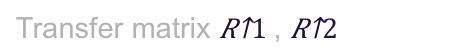 Transfer matrix R↑1 , R↑2